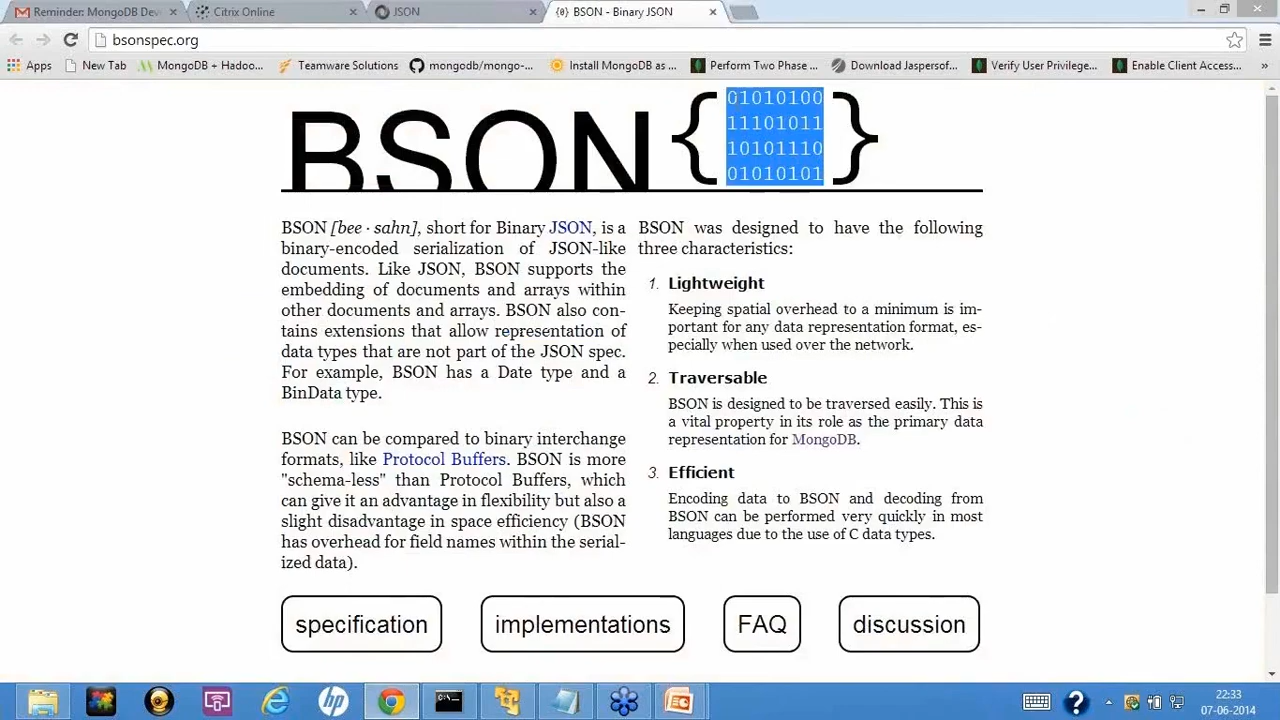 Reminder: MongoDB Dev
Citrix Online
JSON
{0} BSON - Binary JSON
bsonspec.org
Apps
New Tab
MongoDB + Hadoo...
Teamware Solutions
mongodb/mongo-...
Install MongoDB as ...
Perform Two Phase ...
Download Jaspersof...
Verify User Privilege...
Enable Client Access...
»
BSON {
01010100
11101011
10101110
01010101
}
BSON [bee · sahn], short for Binary JSON, is a
binary-encoded serialization of JSON-like
documents. Like JSON, BSON supports the
embedding of documents and arrays within
other documents and arrays. BSON also con-
tains extensions that allow representation of
data types that are not part of the JSON spec.
For example, BSON has a Date type and a
BinData type.
BSON can be compared to binary interchange
formats, like Protocol Buffers. BSON is more
"schema-less" than Protocol Buffers, which
can give it an advantage in flexibility but also a
slight disadvantage in space efficiency (BSON
has overhead for field names within the serial-
ized data).
BSON was designed to have the following
three characteristics:
1. Lightweight
Keeping spatial overhead to a minimum is im-
portant for any data representation format, es-
pecially when used over the network.
2. Traversable
BSON is designed to be traversed easily. This is
a vital property in its role as the primary data
representation for MongoDB.
3. Efficient
Encoding data to BSON and decoding from
BSON can be performed very quickly in most
languages due to the use of C data types.
specification
implementations
FAQ
discussion
22:33
07-06-2014